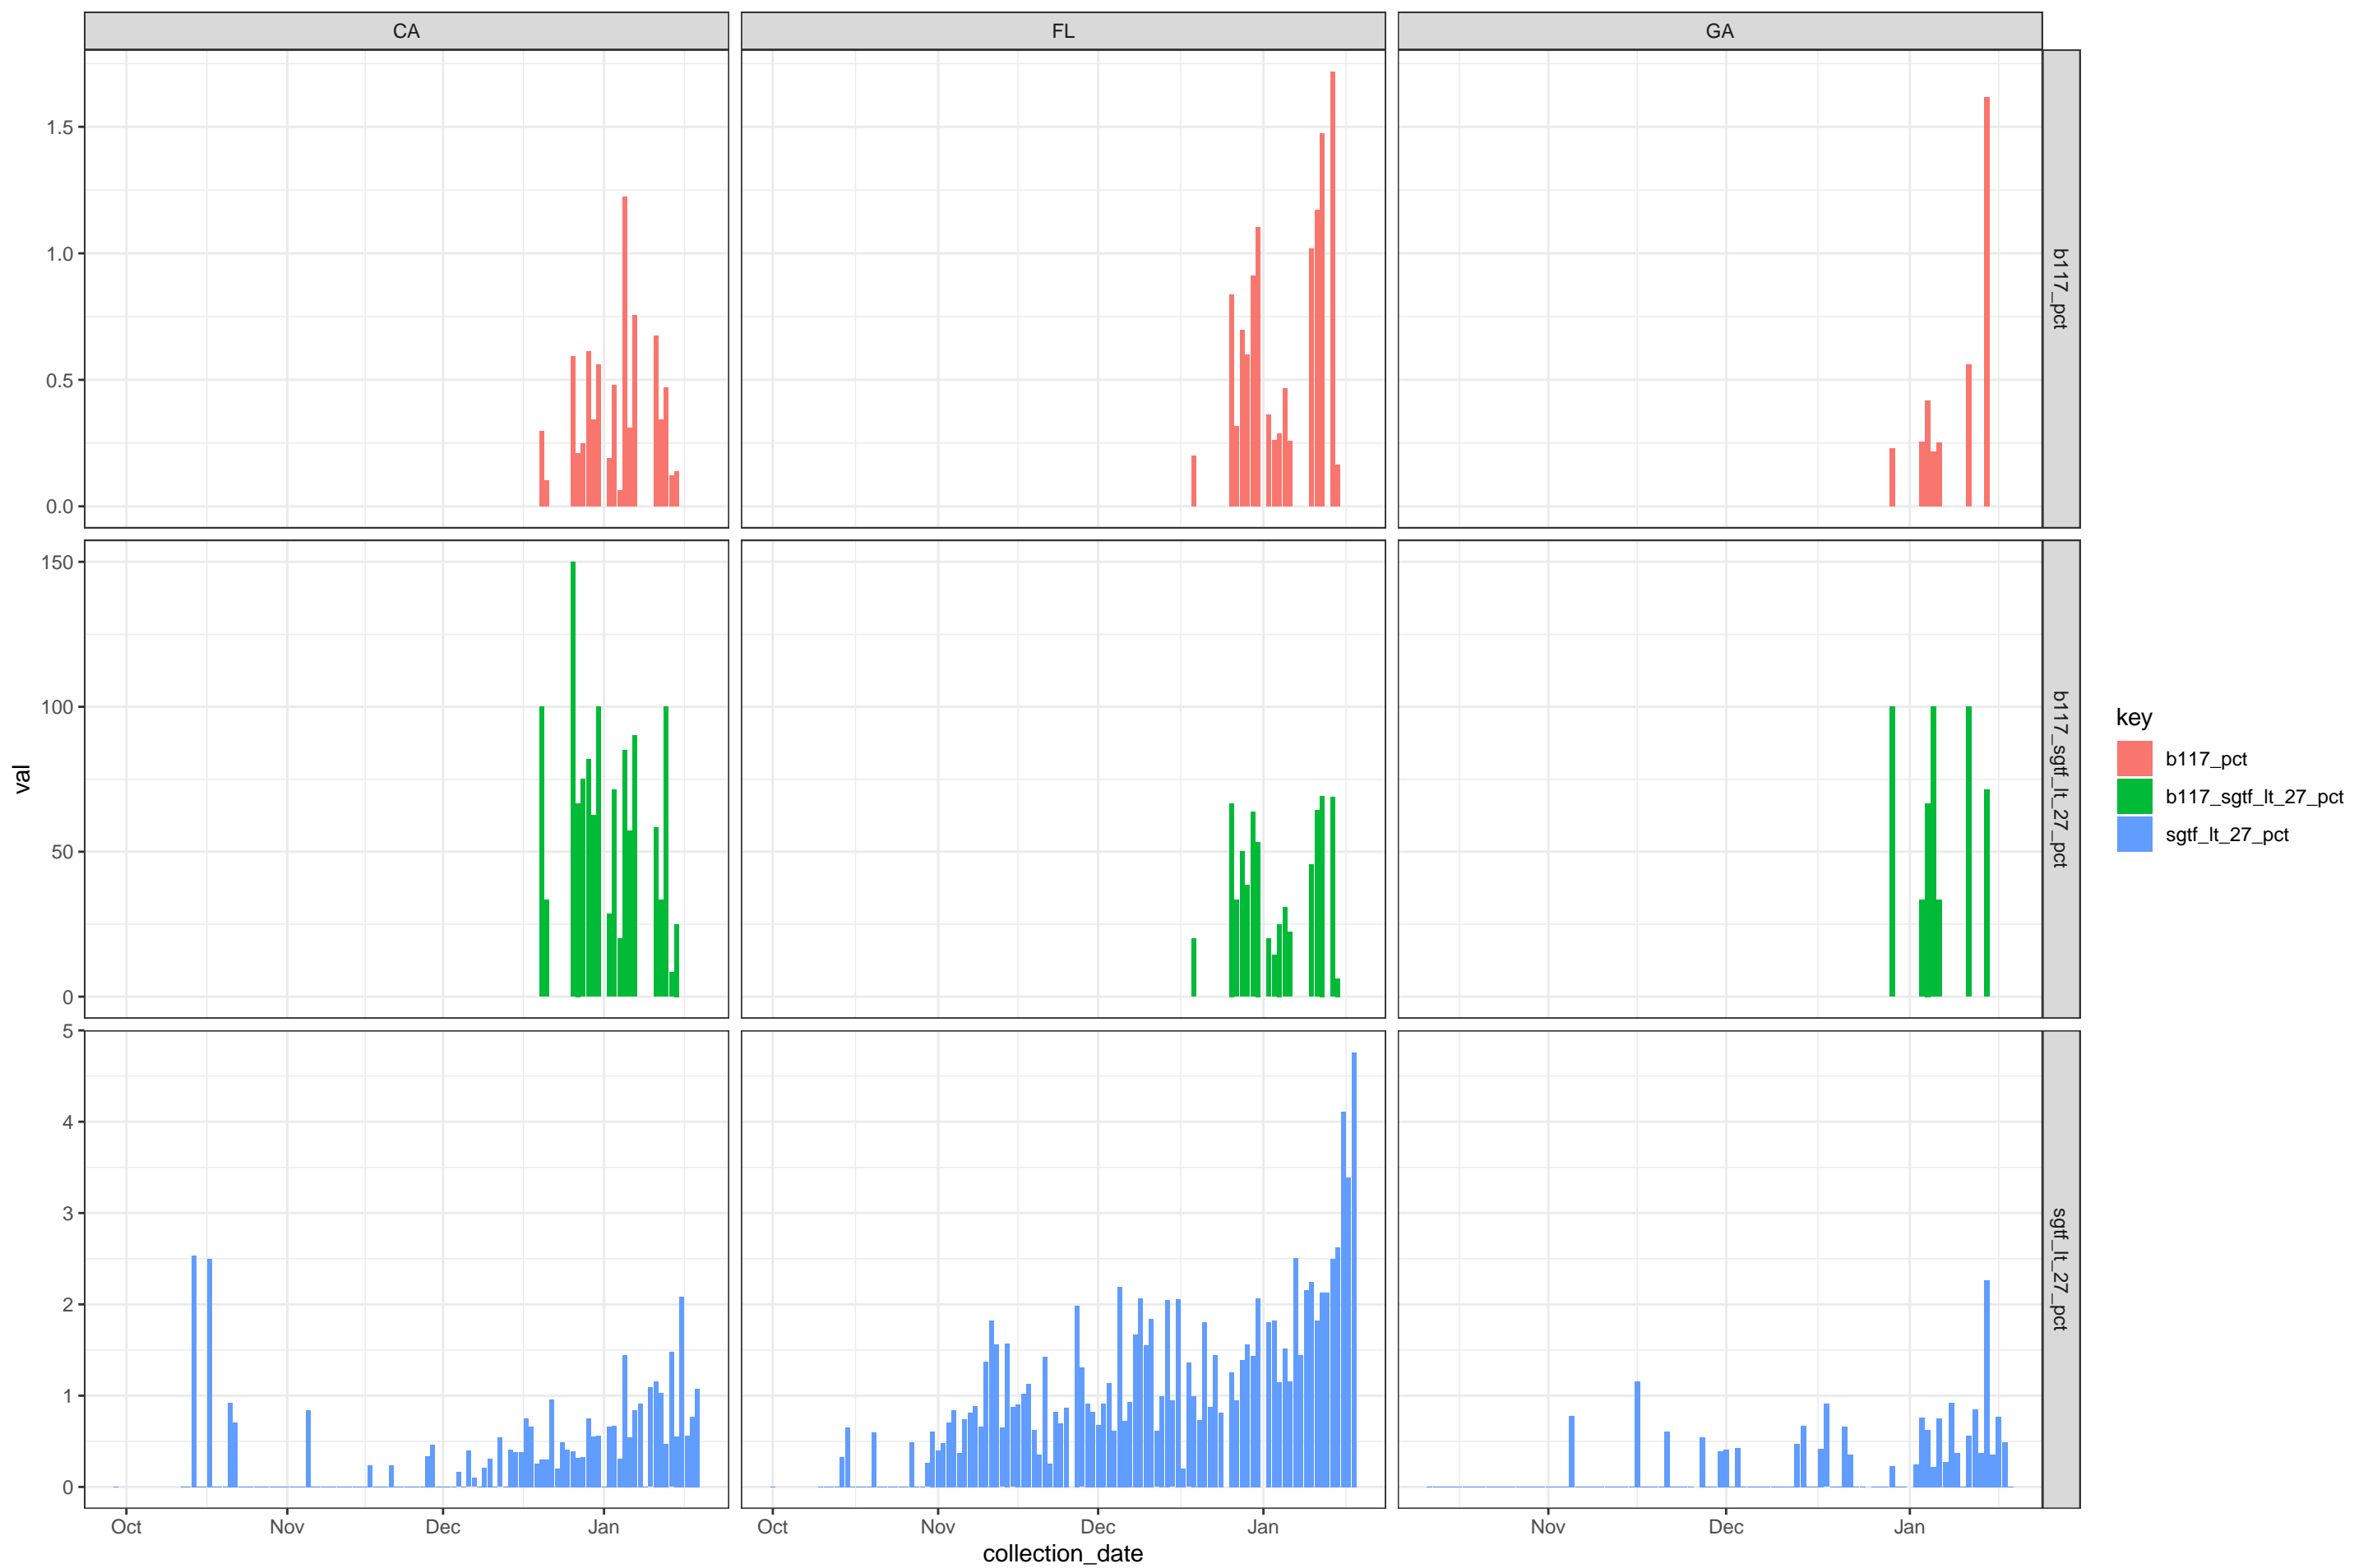 CA
FL
GA
1.5
1.0
0.5
0.0
b117_pct
150
100
50
0
b117_sgtf_lt_27_pct
5
4
3
2
1
0
sgtf_lt_27_pct
val
Oct Nov Dec Jan
Oct Nov Dec Jan
Nov Dec Jan
collection_date
key
b117_pct
b117_sgtf_lt_27_pct
sgtf_lt_27_pct